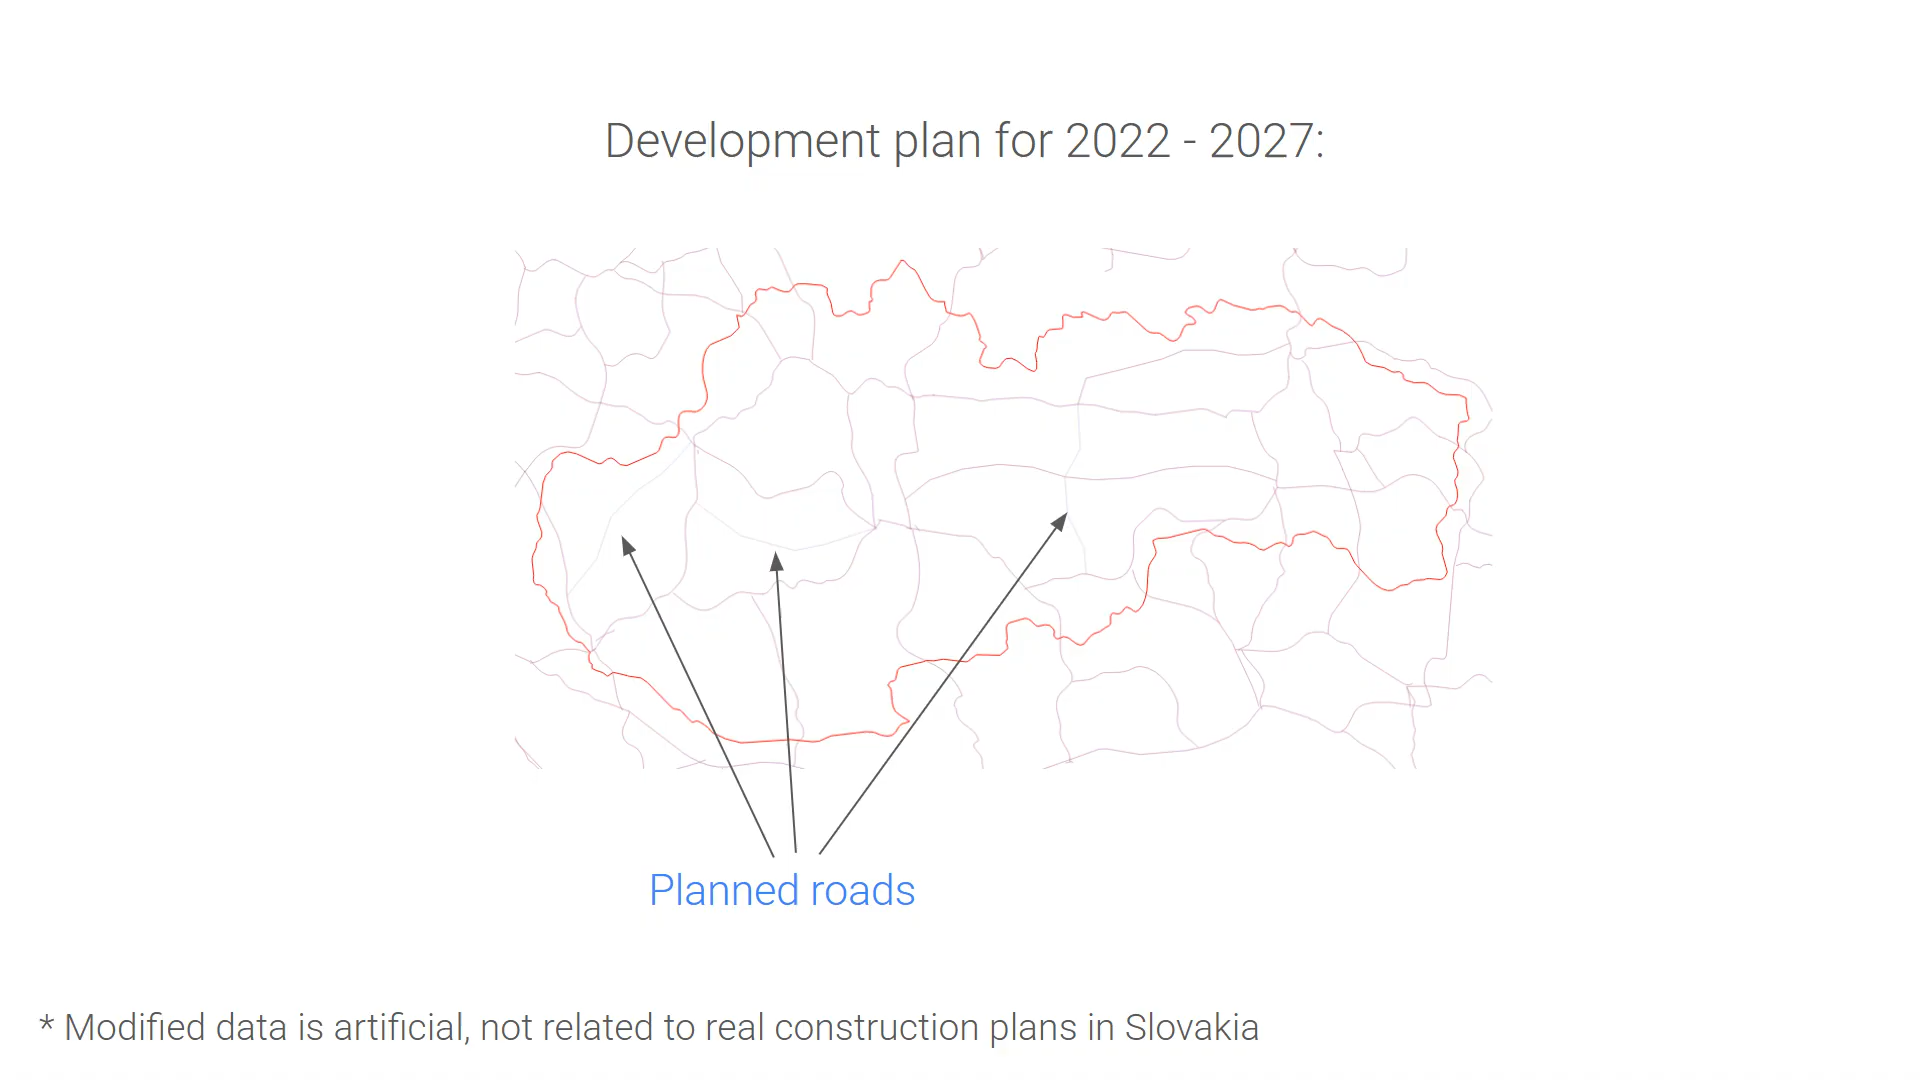 Development plan for 2022 - 2027:
Planned roads
* Modified data is artificial, not related to real construction plans in Slovakia